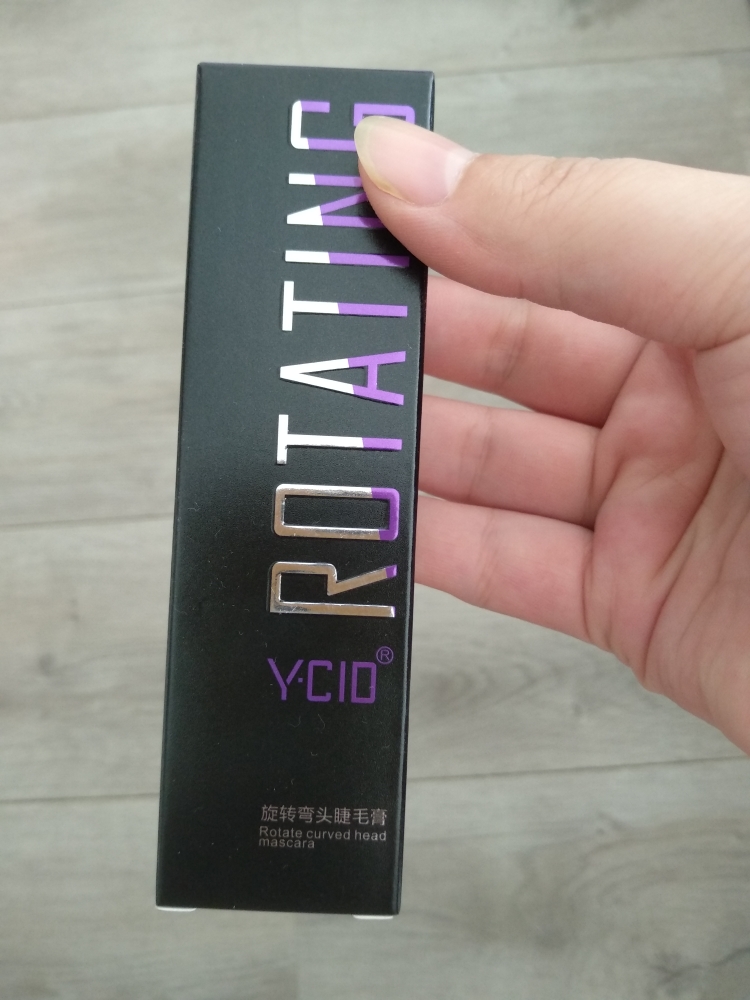 ROTATING
Y·CID®
旋转弯头睫毛膏
Rotate curved head
mascara